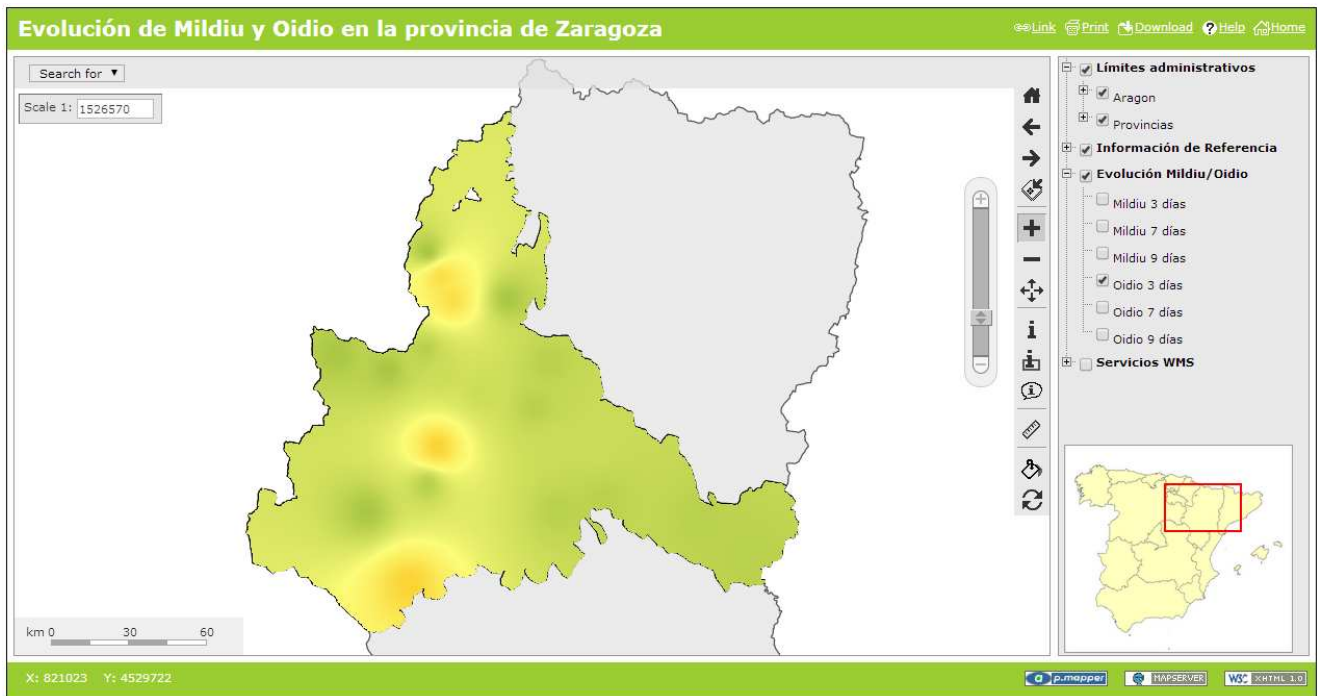 Evolución de Mildiu y Oidio en la provincia de Zaragoza
Link Print Download Help Home
Search for ▼
Scale 1: 1526570
Límites administrativos
Aragon
Provincias
Información de Referencia
Evolución Mildiu/Oidio
Mildiu 3 días
Mildiu 7 días
Mildiu 9 días
Oidio 3 días
Oidio 7 días
Oidio 9 días
Servicios WMS
km 0 30 60
X: 821023 Y: 4529722
p.mapper MAPSERVER W3C XHTML 1.0